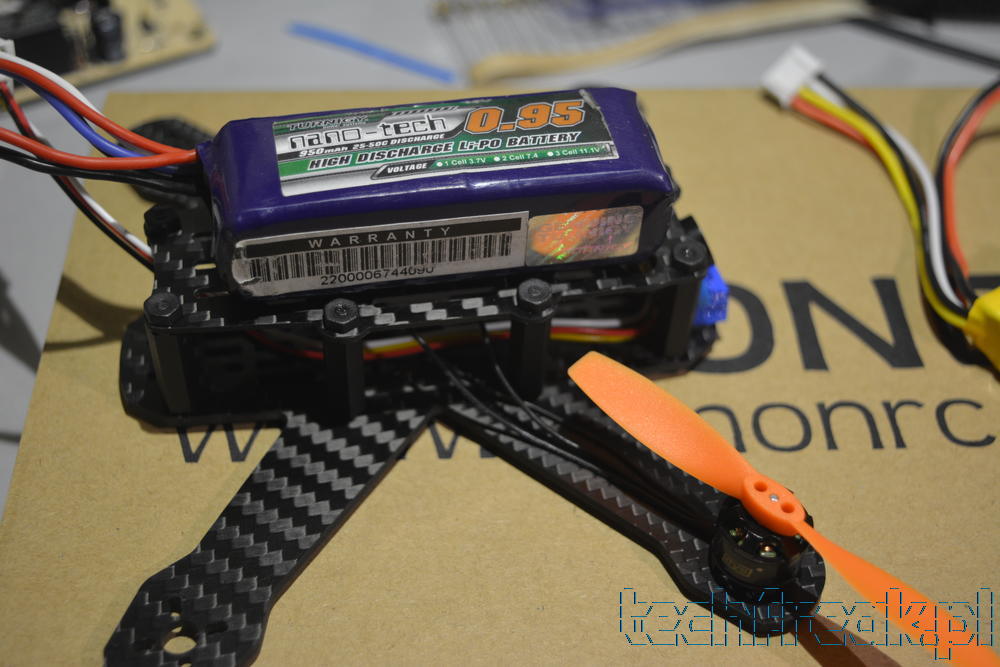 TURNIGY
nano-tech 0.95
950mAh 25-50C DISCHARGE
HIGH DISCHARGE Li-PO BATTERY
VOLTAGE 1 Cell 3.7V 2 Cell 7.4 3 Cell 11.1V
WARRANTY
2200006744090
techfreak.pl